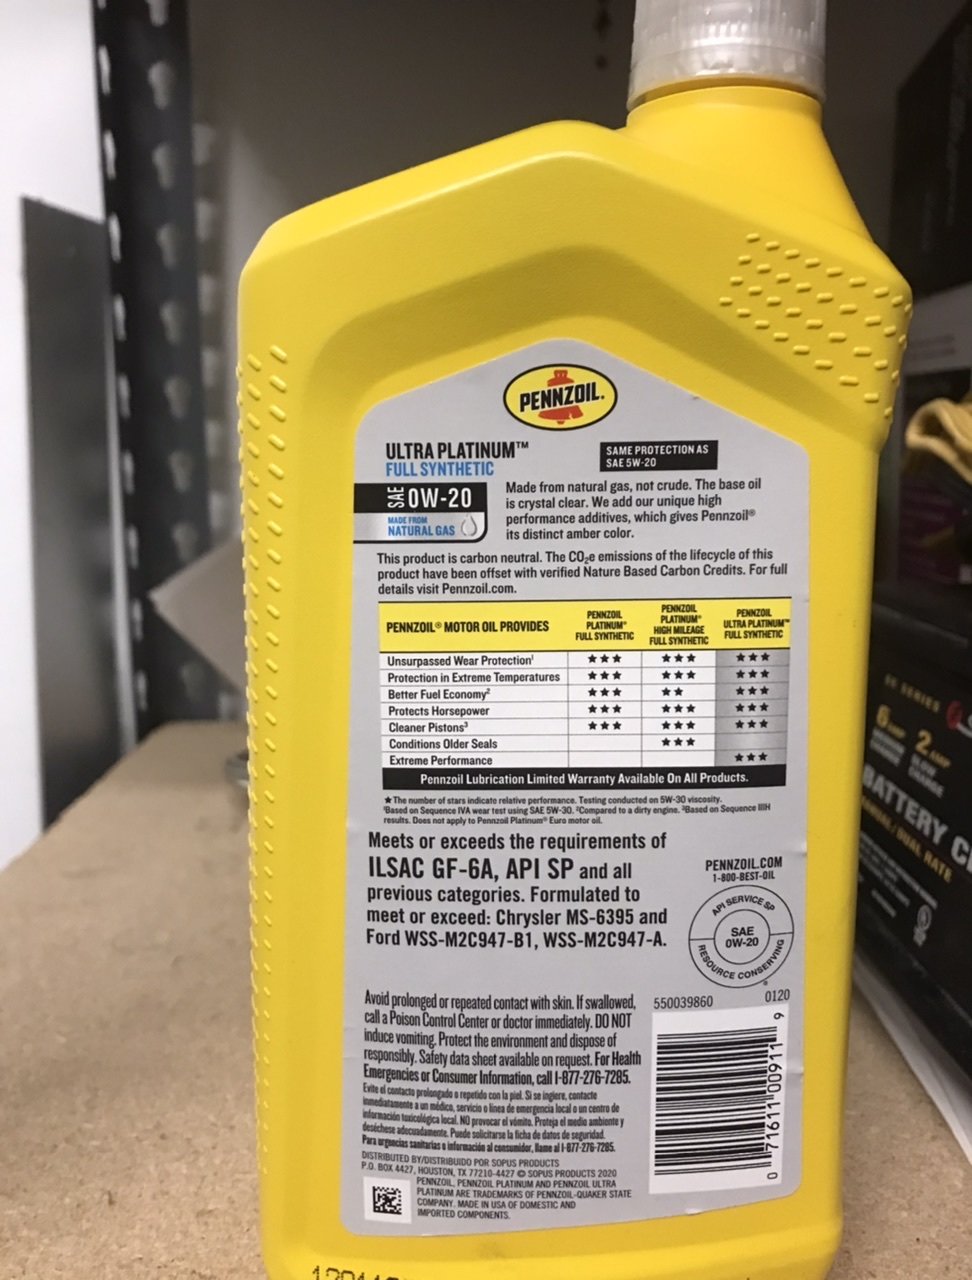 PENNZOIL®
ULTRA PLATINUM™
FULL SYNTHETIC
SAME PROTECTION AS
SAE 5W-20
SAE 0W-20
MADE FROM
NATURAL GAS
Made from natural gas, not crude. The base oil
is crystal clear. We add our unique high
performance additives, which gives Pennzoil®
its distinct amber color.
This product is carbon neutral. The CO₂e emissions of the lifecycle of this
product have been offset with verified Nature Based Carbon Credits. For full
details visit Pennzoil.com.
PENNZOIL® MOTOR OIL PROVIDES
PENNZOIL
PLATINUM®
FULL SYNTHETIC
PENNZOIL
PLATINUM®
HIGH MILEAGE
FULL SYNTHETIC
PENNZOIL
ULTRA PLATINUM™
FULL SYNTHETIC
Unsurpassed Wear Protection¹ ★★★ ★★★ ★★★
Protection in Extreme Temperatures ★★★ ★★★ ★★★
Better Fuel Economy² ★★★ ★★ ★★★
Protects Horsepower ★★★ ★★★ ★★★
Cleaner Pistons³ ★★★ ★★★ ★★★
Conditions Older Seals ★★★
Extreme Performance ★★★
Pennzoil Lubrication Limited Warranty Available On All Products.
★The number of stars indicate relative performance. Testing conducted on 5W-30 viscosity.
¹Based on Sequence IVA wear test using SAE 5W-30. ²Compared to a dirty engine. ³Based on Sequence IIIH
results. Does not apply to Pennzoil Platinum® Euro motor oil.
Meets or exceeds the requirements of
ILSAC GF-6A, API SP and all
previous categories. Formulated to
meet or exceed: Chrysler MS-6395 and
Ford WSS-M2C947-B1, WSS-M2C947-A.
PENNZOIL.COM
1-800-BEST-OIL
API SERVICE SP
SAE
0W-20
RESOURCE CONSERVING
Avoid prolonged or repeated contact with skin. If swallowed,
call a Poison Control Center or doctor immediately. DO NOT
induce vomiting. Protect the environment and dispose of
responsibly. Safety data sheet available on request. For Health
Emergencies or Consumer Information, call 1-877-276-7285.
Evite el contacto prolongado o repetido con la piel. Si se ingiere, contacte
inmediatamente a un médico, servicio o línea de emergencia local o un centro de
información toxicológica local. NO provocar el vómito. Proteja el medio ambiente y
deséchese adecuadamente. Puede solicitarse la ficha de datos de seguridad.
Para urgencias sanitarias o información al consumidor, llame al 1-877-276-7285.
DISTRIBUTED BY/DISTRIBUIDO POR SOPUS PRODUCTS
P.O. BOX 4427, HOUSTON, TX 77210-4427 © SOPUS PRODUCTS 2020
PENNZOIL, PENNZOIL PLATINUM AND PENNZOIL ULTRA
PLATINUM ARE TRADEMARKS OF PENNZOIL-QUAKER STATE
COMPANY. MADE IN USA OF DOMESTIC AND
IMPORTED COMPONENTS.
550039860
0120
0 71611 00911 9
SERIES
6 AMP
2 AMP
BATTERY
MANUAL / DUAL RATE